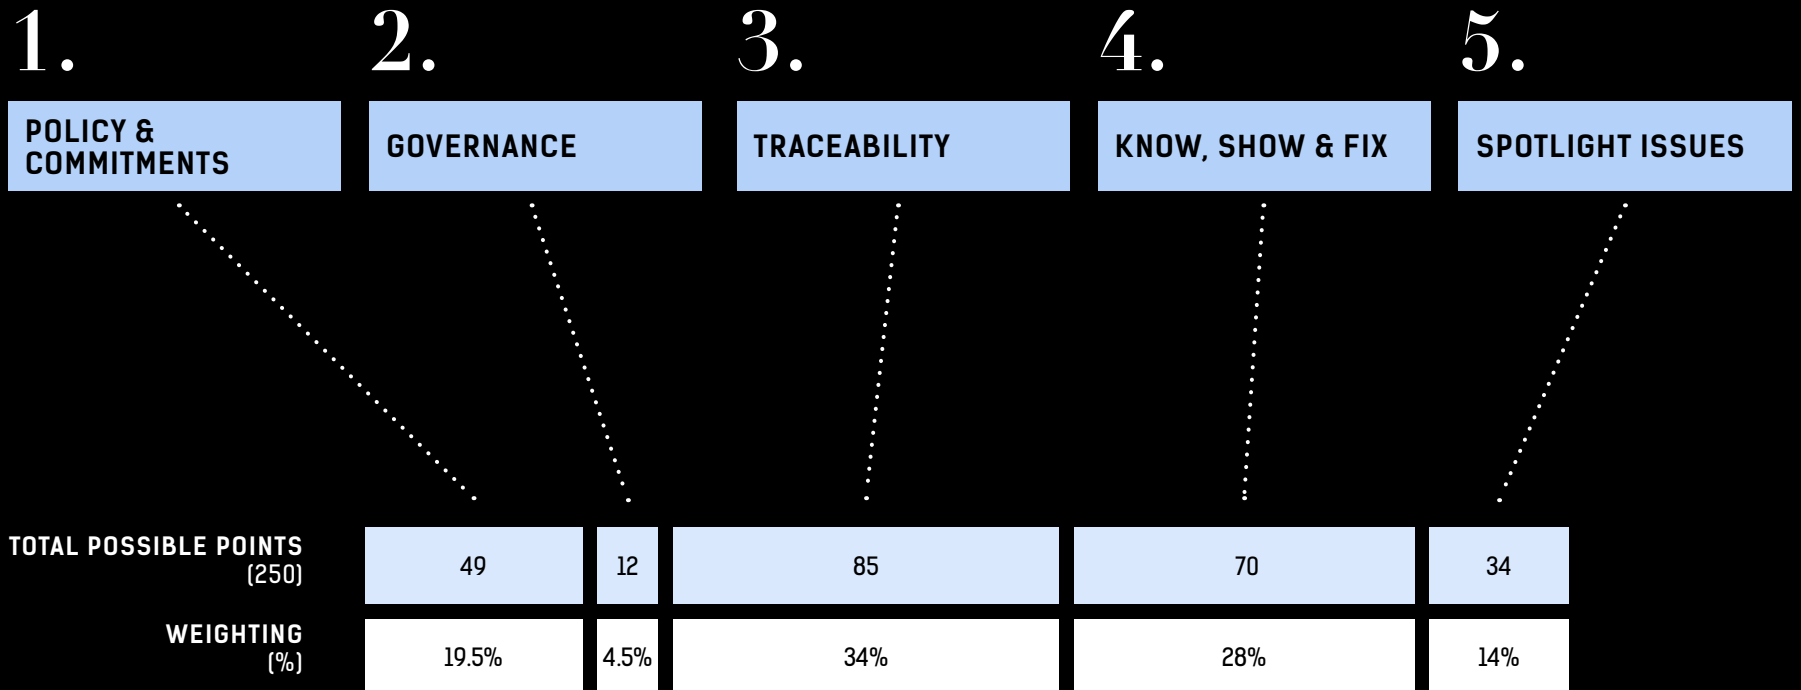 1.
2.
3.
4.
5.
POLICY &
COMMITMENTS
GOVERNANCE
TRACEABILITY
KNOW, SHOW & FIX
SPOTLIGHT ISSUES
TOTAL POSSIBLE POINTS
(250)
49
12
85
70
34
WEIGHTING
(%)
19.5%
4.5%
34%
28%
14%